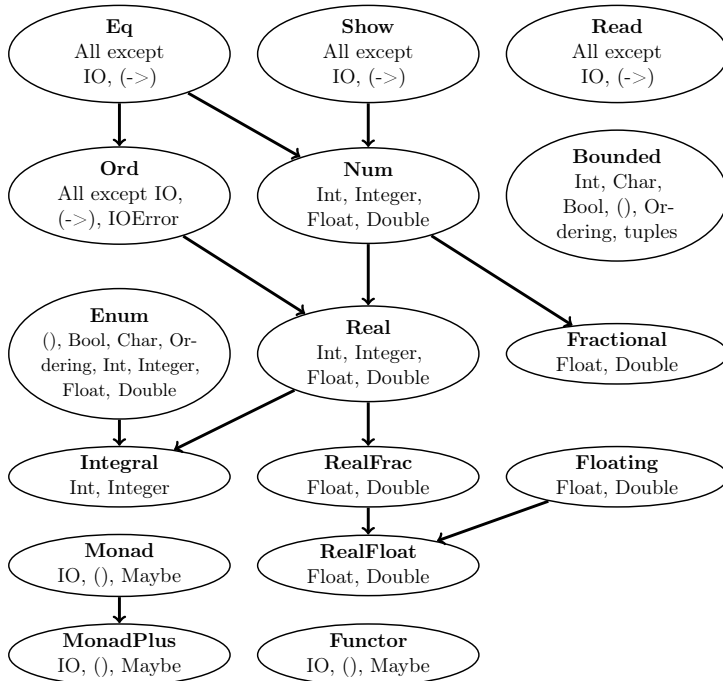 Eq
All except
IO, (->)
Show
All except
IO, (->)
Read
All except
IO, (->)
Ord
All except IO,
(->), IOError
Num
Int, Integer,
Float, Double
Bounded
Int, Char,
Bool, (), Or-
dering, tuples
Enum
(), Bool, Char, Or-
dering, Int, Integer,
Float, Double
Real
Int, Integer,
Float, Double
Fractional
Float, Double
Integral
Int, Integer
RealFrac
Float, Double
Floating
Float, Double
Monad
IO, (), Maybe
RealFloat
Float, Double
MonadPlus
IO, (), Maybe
Functor
IO, (), Maybe